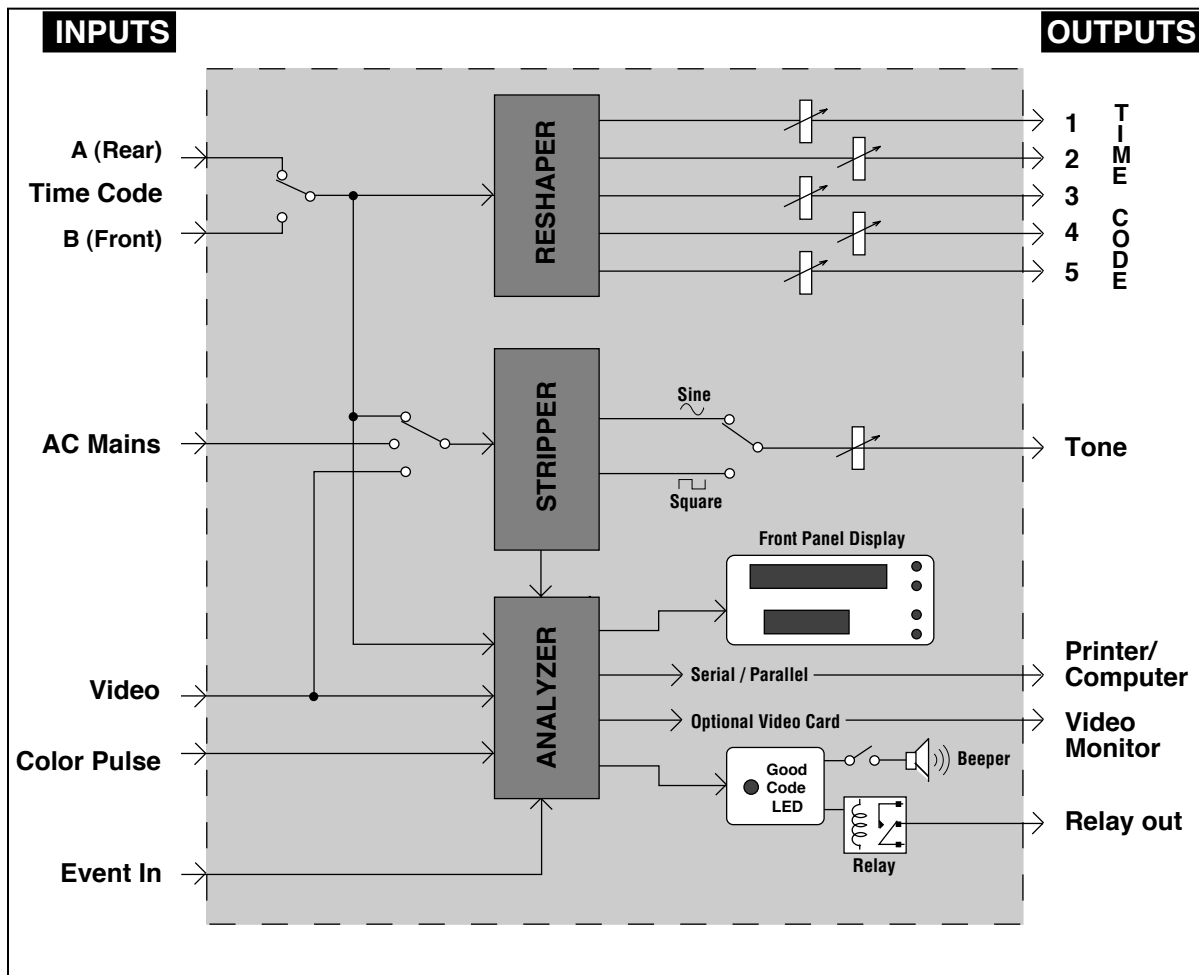 INPUTS
OUTPUTS
A (Rear)
Time Code
B (Front)
RESHAPER
1
2
3
4
5
TIME CODE
AC Mains
STRIPPER
Sine
Square
Tone
Front Panel Display
Video
Color Pulse
Event In
ANALYZER
Serial / Parallel
Printer/
Computer
Optional Video Card
Video
Monitor
Good
Code
LED
Beeper
Relay
Relay out